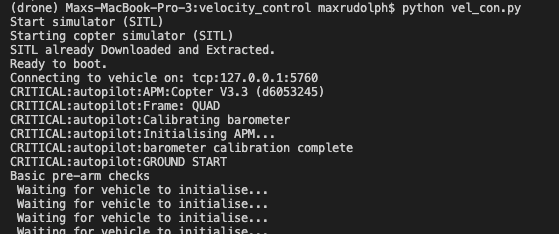 (drone) Maxs-MacBook-Pro-3:velocity_control maxrudolph$ python vel_con.py
Start simulator (SITL)
Starting copter simulator (SITL)
SITL already Downloaded and Extracted.
Ready to boot.
Connecting to vehicle on: tcp:127.0.0.1:5760
CRITICAL:autopilot:APM:Copter V3.3 (d6053245)
CRITICAL:autopilot:Frame: QUAD
CRITICAL:autopilot:Calibrating barometer
CRITICAL:autopilot:Initialising APM...
CRITICAL:autopilot:barometer calibration complete
CRITICAL:autopilot:GROUND START
Basic pre-arm checks
 Waiting for vehicle to initialise...
 Waiting for vehicle to initialise...
 Waiting for vehicle to initialise...
 Waiting for vehicle to initialise...